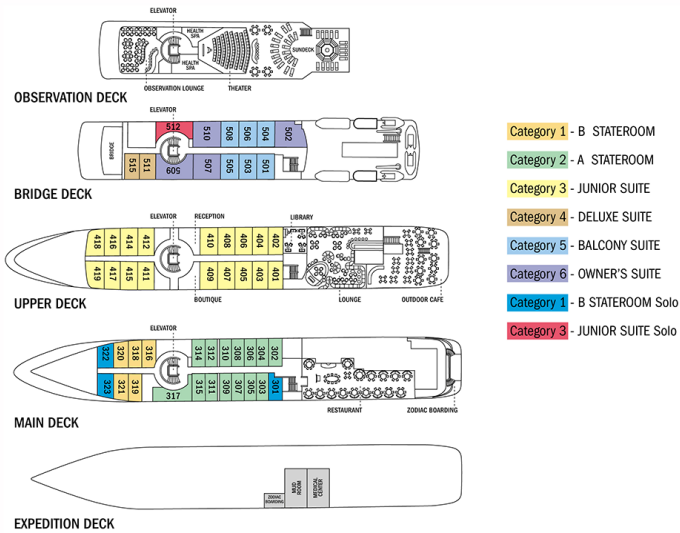 ELEVATOR
HEALTH
SPA
SUNDECK
HEALTH
SPA
OBSERVATION LOUNGE
THEATER
OBSERVATION DECK
ELEVATOR
512
510
508
506
504
502
BRIDGE
515
511
509
507
505
503
501
BRIDGE DECK
ELEVATOR
RECEPTION
LIBRARY
418
416
414
412
410
408
406
404
402
419
417
415
411
409
407
405
403
401
BOUTIQUE
LOUNGE
OUTDOOR CAFE
UPPER DECK
ELEVATOR
322
320
318
316
314
312
310
308
306
304
302
323
321
319
317
315
311
309
307
305
303
301
RESTAURANT
ZODIAC BOARDING
MAIN DECK
ZODIAC
BOARDING
MUD
ROOM
MEDICAL
CENTER
EXPEDITION DECK
Category 1 - B STATEROOM
Category 2 - A STATEROOM
Category 3 - JUNIOR SUITE
Category 4 - DELUXE SUITE
Category 5 - BALCONY SUITE
Category 6 - OWNER'S SUITE
Category 1 - B STATEROOM Solo
Category 3 - JUNIOR SUITE Solo